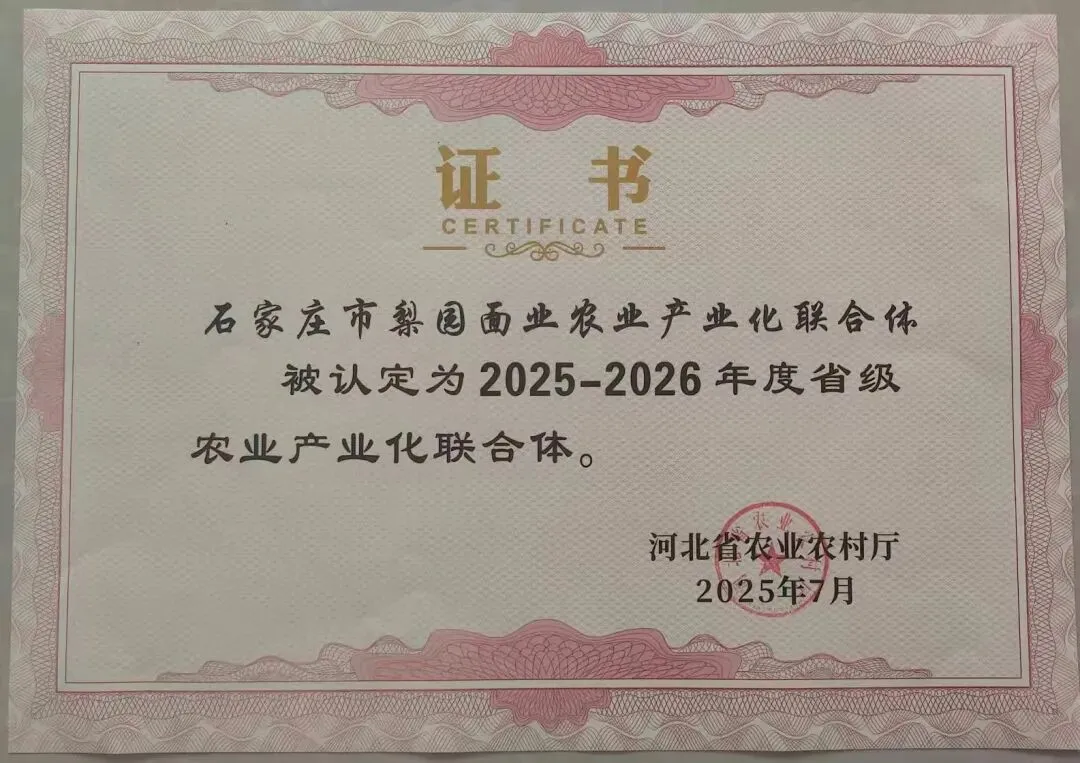 证书
CERTIFICATE
石家庄市梨园面业农业产业化联合体
被认定为2025-2026年度省级
农业产业化联合体。
河北省农业农村厅
2025年7月